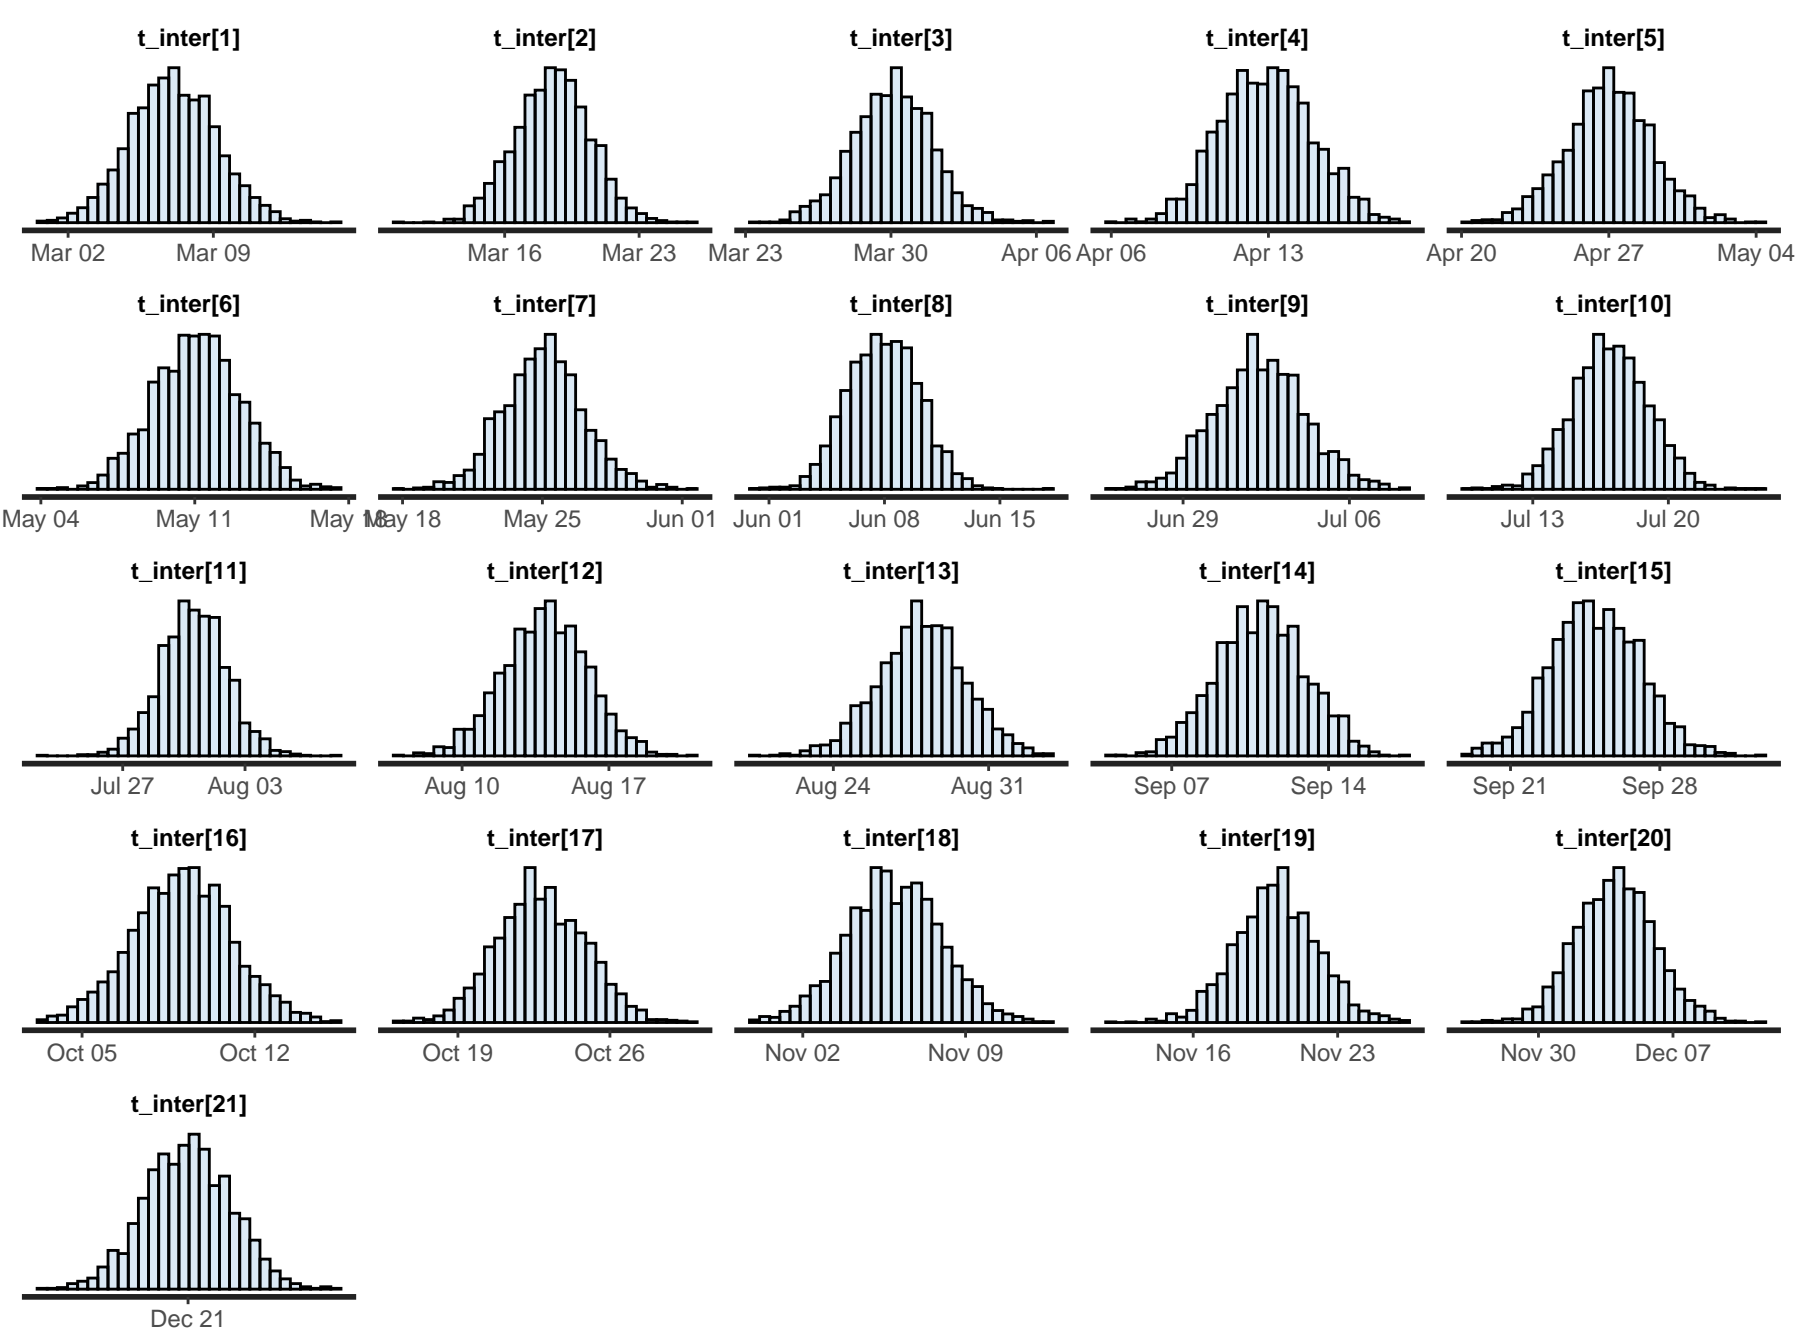 t_inter[1] t_inter[2] t_inter[3] t_inter[4] t_inter[5]
Mar 02 Mar 09 Mar 16 Mar 23 Mar 23 Mar 30 Apr 06 Apr 06 Apr 13 Apr 20 Apr 27 May 04
t_inter[6] t_inter[7] t_inter[8] t_inter[9] t_inter[10]
May 04 May 11 May 18 May 18 May 25 Jun 01 Jun 01 Jun 08 Jun 15 Jun 29 Jul 06 Jul 13 Jul 20
t_inter[11] t_inter[12] t_inter[13] t_inter[14] t_inter[15]
Jul 27 Aug 03 Aug 10 Aug 17 Aug 24 Aug 31 Sep 07 Sep 14 Sep 21 Sep 28
t_inter[16] t_inter[17] t_inter[18] t_inter[19] t_inter[20]
Oct 05 Oct 12 Oct 19 Oct 26 Nov 02 Nov 09 Nov 16 Nov 23 Nov 30 Dec 07
t_inter[21]
Dec 21